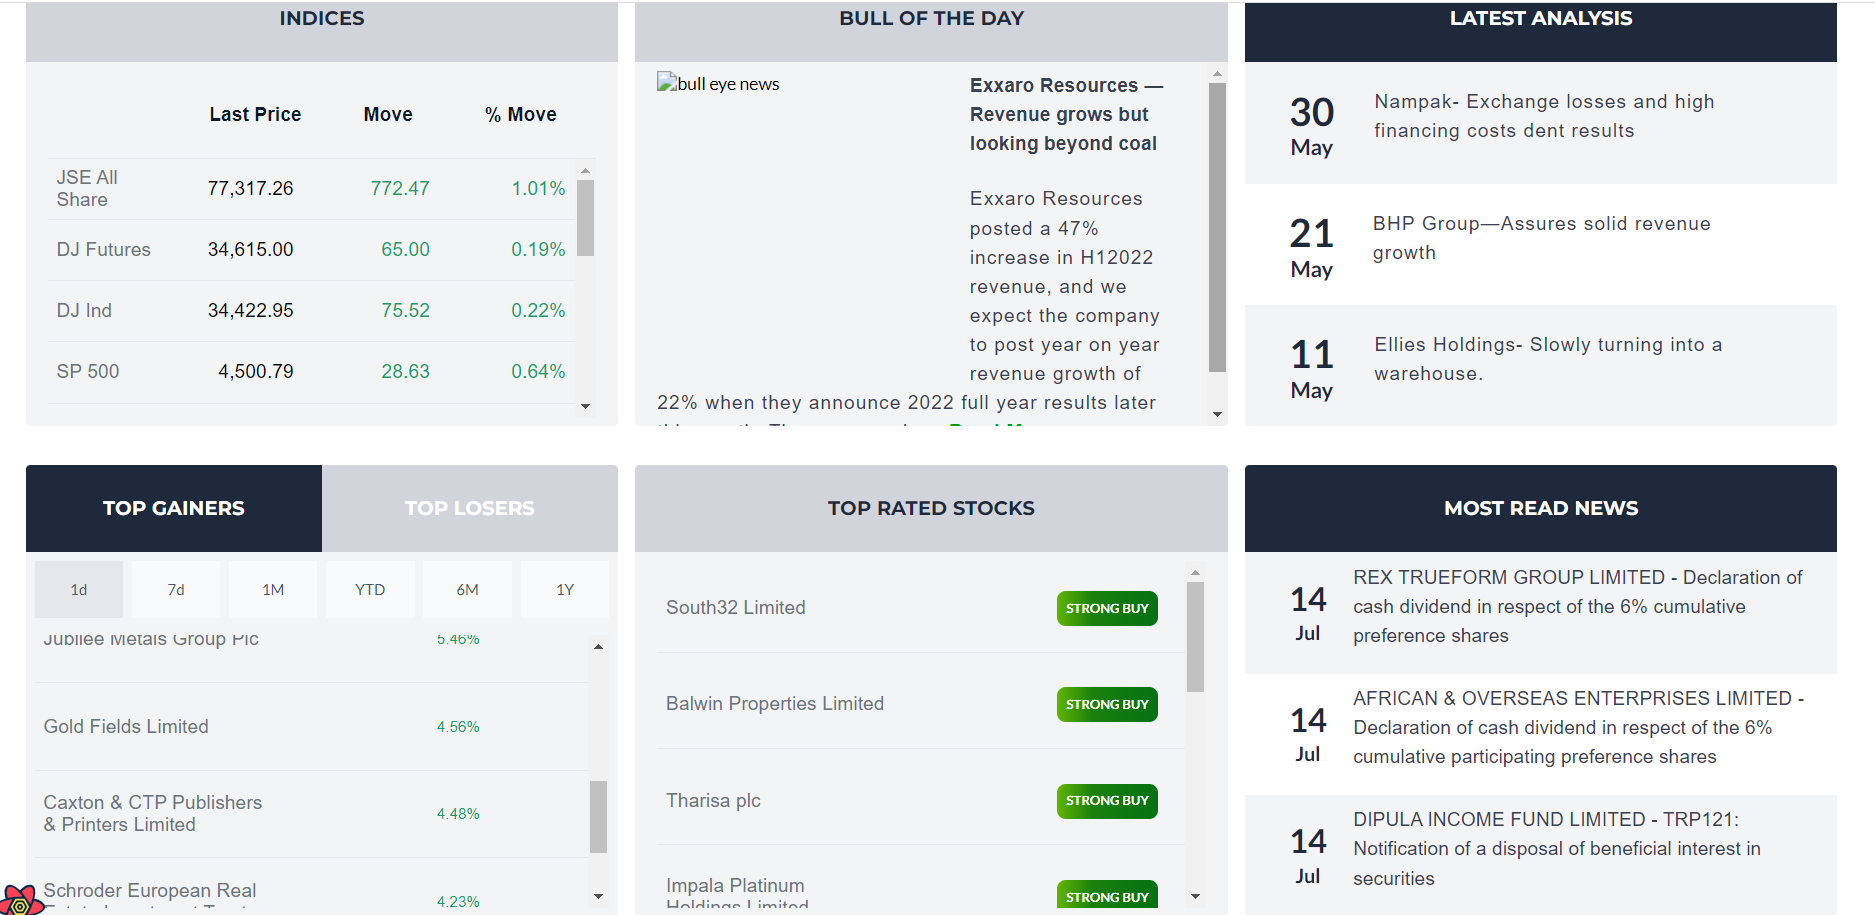 INDICES
Last Price Move % Move
JSE All
Share
77,317.26 772.47 1.01%
DJ Futures 34,615.00 65.00 0.19%
DJ Ind 34,422.95 75.52 0.22%
SP 500 4,500.79 28.63 0.64%
BULL OF THE DAY
bull eye news
Exxaro Resources —
Revenue grows but
looking beyond coal
Exxaro Resources
posted a 47%
increase in H12022
revenue, and we
expect the company
to post year on year
revenue growth of
22% when they announce 2022 full year results later
LATEST ANALYSIS
30
May
Nampak- Exchange losses and high
financing costs dent results
21
May
BHP Group—Assures solid revenue
growth
11
May
Ellies Holdings- Slowly turning into a
warehouse.
TOP GAINERS TOP LOSERS
1d 7d 1M YTD 6M 1Y
Jubilee Metals Group Plc 5.46%
Gold Fields Limited 4.56%
Caxton & CTP Publishers
& Printers Limited
4.48%
Schroder European Real
4.23%
TOP RATED STOCKS
South32 Limited STRONG BUY
Balwin Properties Limited STRONG BUY
Tharisa plc STRONG BUY
Impala Platinum
Holdings Limited
STRONG BUY
MOST READ NEWS
14
Jul
REX TRUEFORM GROUP LIMITED - Declaration of
cash dividend in respect of the 6% cumulative
preference shares
14
Jul
AFRICAN & OVERSEAS ENTERPRISES LIMITED -
Declaration of cash dividend in respect of the 6%
cumulative participating preference shares
14
Jul
DIPULA INCOME FUND LIMITED - TRP121:
Notification of a disposal of beneficial interest in
securities